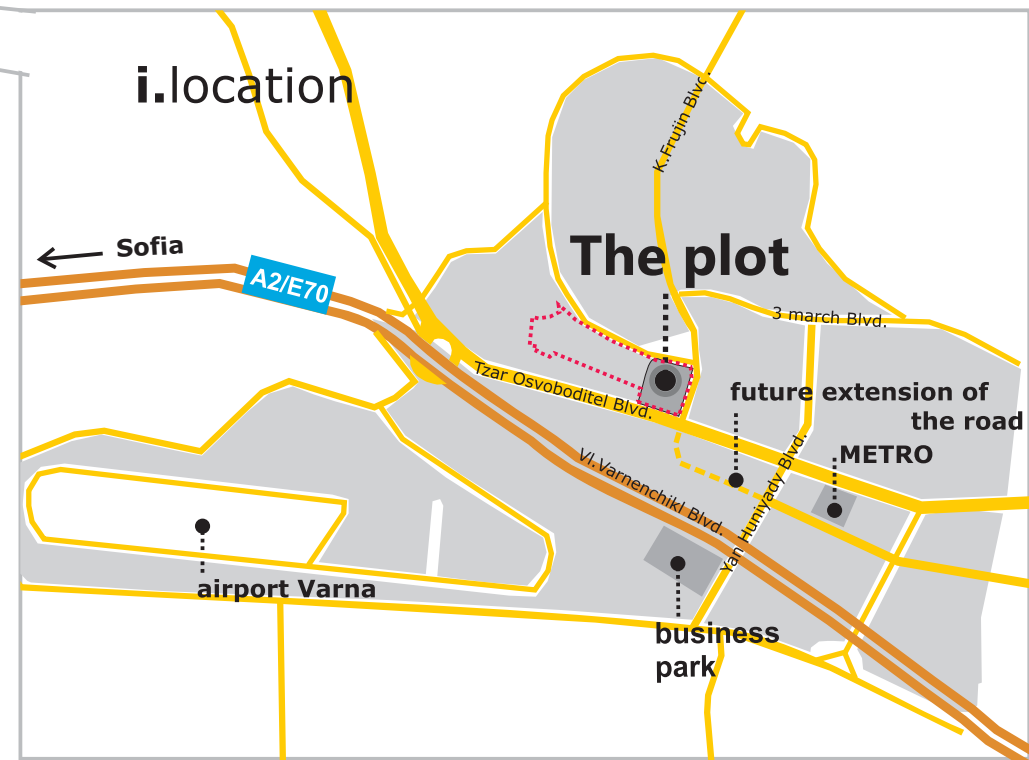 i.location
K.Frujin Blvd.
The plot
Sofia
A2/E70
3 march Blvd.
Tzar Osvoboditel Blvd.
future extension of
the road
METRO
Vl.Varnenchikl Blvd.
Yan Huniyady Blvd.
airport Varna
business
park